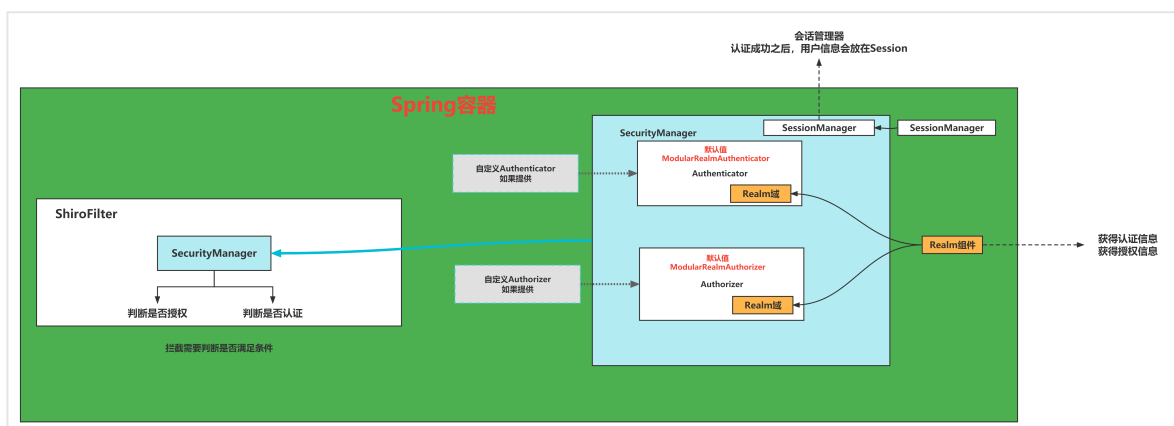 会话管理器
认证成功之后，用户信息会放在Session
Spring容器
SecurityManager
SessionManager
SessionManager
默认值
ModularRealmAuthenticator
Authenticator
Realm域
自定义Authenticator
如果提供
ShiroFilter
SecurityManager
判断是否授权
判断是否认证
拦截需要判断是否满足条件
自定义Authorizer
如果提供
默认值
ModularRealmAuthorizer
Authorizer
Realm域
Realm组件
获得认证信息
获得授权信息